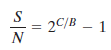 S/N = 2^{C/B} − 1